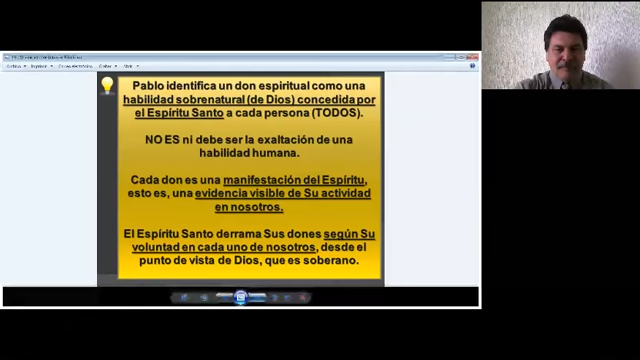 Pablo identifica un don espiritual como una
habilidad sobrenatural (de Dios) concedida por
el Espíritu Santo a cada persona (TODOS).
NO ES ni debe ser la exaltación de una
habilidad humana.
Cada don es una manifestación del Espíritu,
esto es, una evidencia visible de Su actividad
en nosotros.
El Espíritu Santo derrama Sus dones según Su
voluntad en cada uno de nosotros, desde el
punto de vista de Dios, que es soberano.